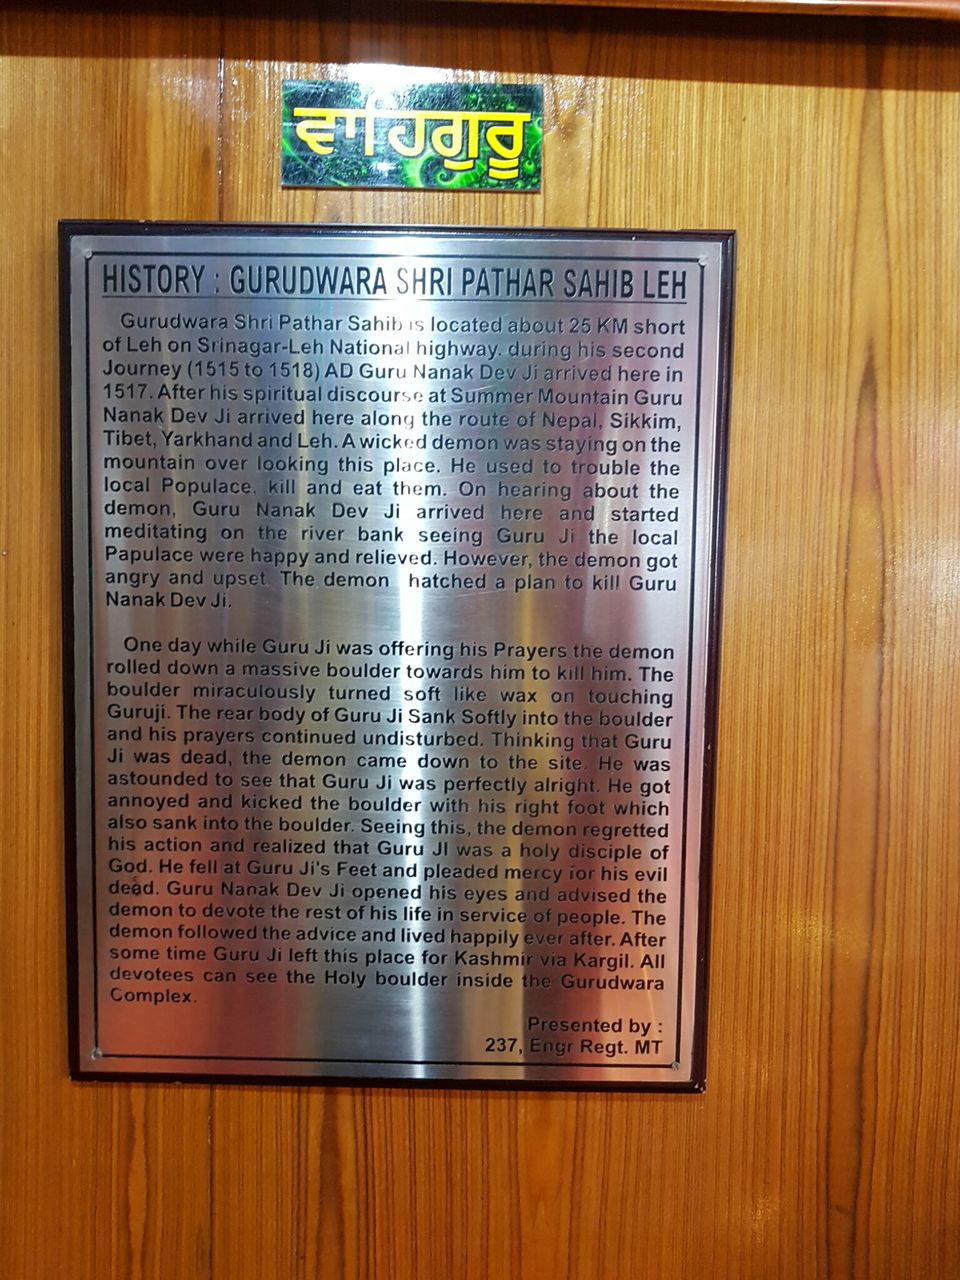 ਵਾਹਿਗੁਰੂ
HISTORY : GURUDWARA SHRI PATHAR SAHIB LEH
Gurudwara Shri Pathar Sahib is located about 25 KM short
of Leh on Srinagar-Leh National highway. during his second
Journey (1515 to 1518) AD Guru Nanak Dev Ji arrived here in
1517. After his spiritual discourse at Summer Mountain Guru
Nanak Dev Ji arrived here along the route of Nepal, Sikkim,
Tibet, Yarkhand and Leh. A wicked demon was staying on the
mountain over looking this place. He used to trouble the
local Populace, kill and eat them. On hearing about the
demon, Guru Nanak Dev Ji arrived here and started
meditating on the river bank seeing Guru Ji the local
Papulace were happy and relieved. However, the demon got
angry and upset. The demon hatched a plan to kill Guru
Nanak Dev Ji.
One day while Guru Ji was offering his Prayers the demon
rolled down a massive boulder towards him to kill him. The
boulder miraculously turned soft like wax on touching
Guruji. The rear body of Guru Ji Sank Softly into the boulder
and his prayers continued undisturbed. Thinking that Guru
Ji was dead, the demon came down to the site. He was
astounded to see that Guru Ji was perfectly alright. He got
annoyed and kicked the boulder with his right foot which
also sank into the boulder. Seeing this, the demon regretted
his action and realized that Guru JI was a holy disciple of
God. He fell at Guru Ji's Feet and pleaded mercy for his evil
dead. Guru Nanak Dev Ji opened his eyes and advised the
demon to devote the rest of his life in service of people. The
demon followed the advice and lived happily ever after. After
some time Guru Ji left this place for Kashmir via Kargil. All
devotees can see the Holy boulder inside the Gurudwara
Complex.
Presented by :
237, Engr Regt. MT